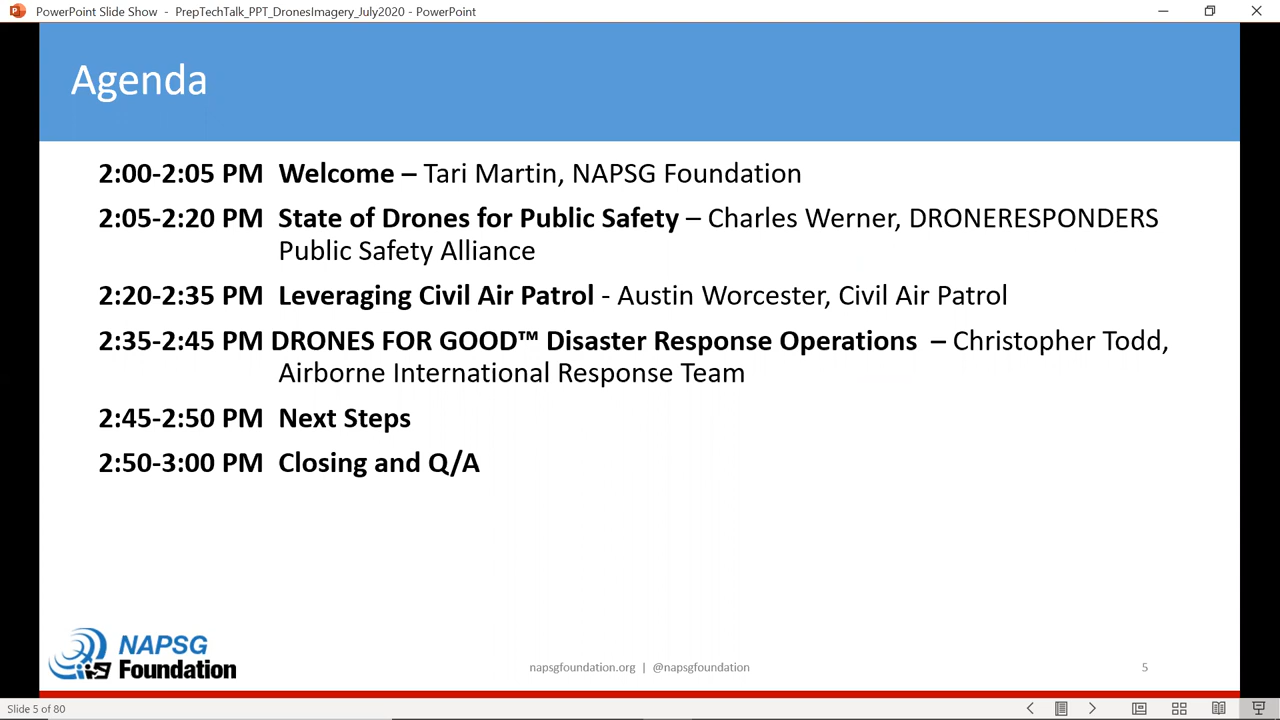 PowerPoint Slide Show - PrepTechTalk_PPT_DronesImagery_July2020 - PowerPoint
Agenda
2:00-2:05 PM Welcome – Tari Martin, NAPSG Foundation
2:05-2:20 PM State of Drones for Public Safety – Charles Werner, DRONERESPONDERS
Public Safety Alliance
2:20-2:35 PM Leveraging Civil Air Patrol - Austin Worcester, Civil Air Patrol
2:35-2:45 PM DRONES FOR GOOD™ Disaster Response Operations – Christopher Todd,
Airborne International Response Team
2:45-2:50 PM Next Steps
2:50-3:00 PM Closing and Q/A
NAPSG
Foundation
napsgfoundation.org | @napsgfoundation
5
Slide 5 of 80